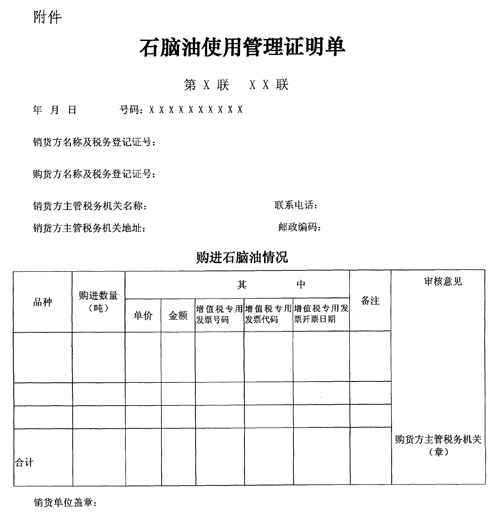 附件
石脑油使用管理证明单
第 X 联 X X 联
年 月 日 号码：X X X X X X X X X X
销货方名称及税务登记证号：
购货方名称及税务登记证号：
销货方主管税务机关名称： 联系电话：
销货方主管税务机关地址： 邮政编码：
购进石脑油情况
品种 购进数量（吨） 其 中 备注 审核意见
单价 金额 增值税专用发票号码 增值税专用发票代码 增值税专用发票开票日期
购货方主管税务机关（章）
合计
销货单位盖章：